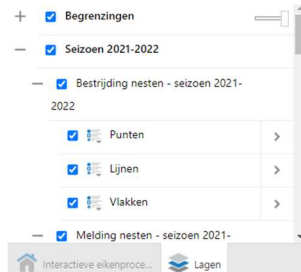 Begrenzingen
Seizoen 2021-2022
Bestrijding nesten - seizoen 2021-
2022
Punten
Lijnen
Vlakken
Melding nesten - seizoen 2021-
Interactieve eikenproce...
Lagen